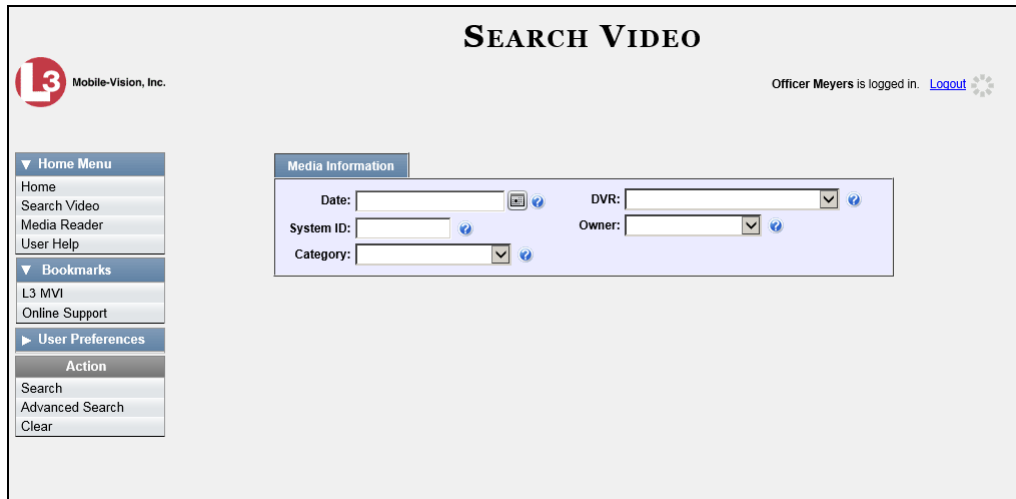 SEARCH VIDEO
L3 Mobile-Vision, Inc.
Officer Meyers is logged in. Logout
Home Menu
Home
Search Video
Media Reader
User Help
Bookmarks
L3 MVI
Online Support
User Preferences
Action
Search
Advanced Search
Clear
Media Information
Date: ? DVR: ?
System ID: ? Owner: ?
Category: ?